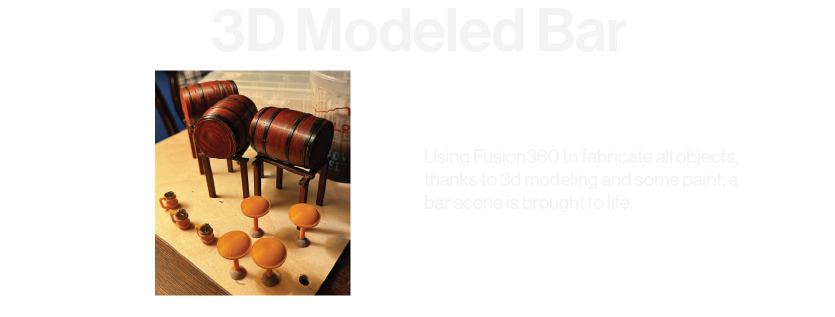 3D Modeled Bar
Using Fusion360 to fabricate all objects,
thanks to 3d modeling and some paint, a
bar scene is brought to life.